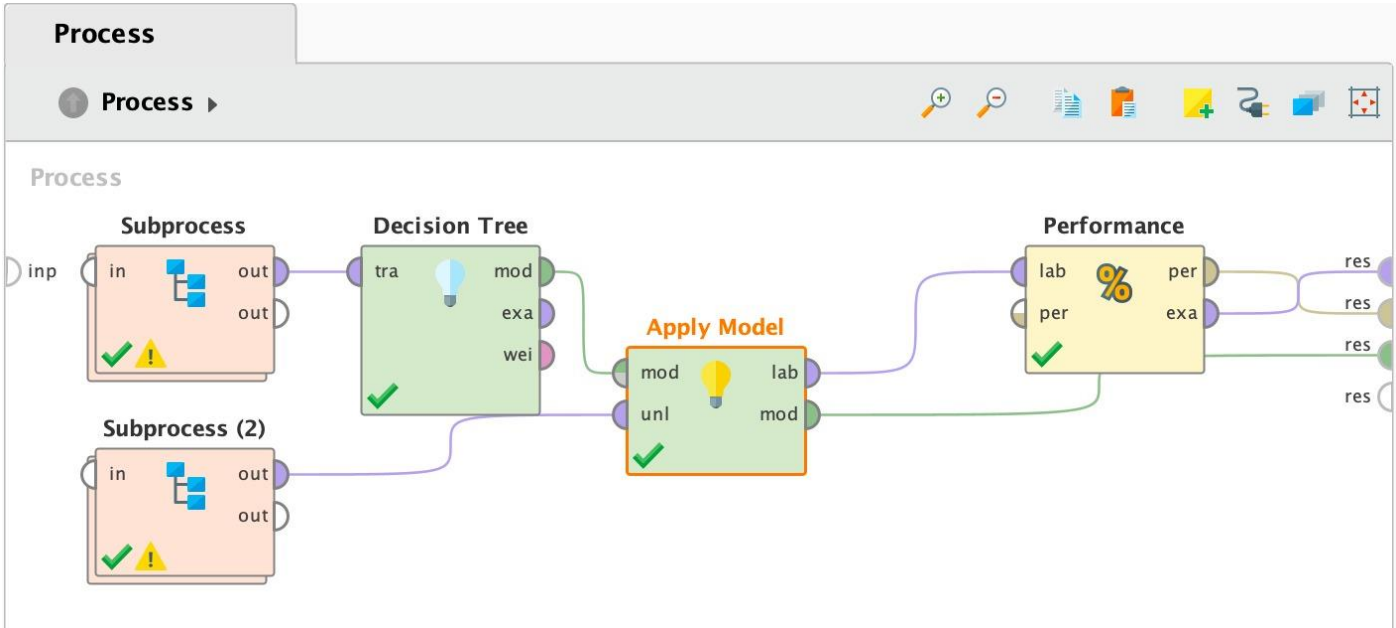 Process
Process
Process
Subprocess
Decision Tree
Performance
inp
in
out
out
tra
mod
exa
wei
lab
per
per
exa
%
res
res
res
res
Apply Model
mod
lab
unl
mod
Subprocess (2)
in
out
out